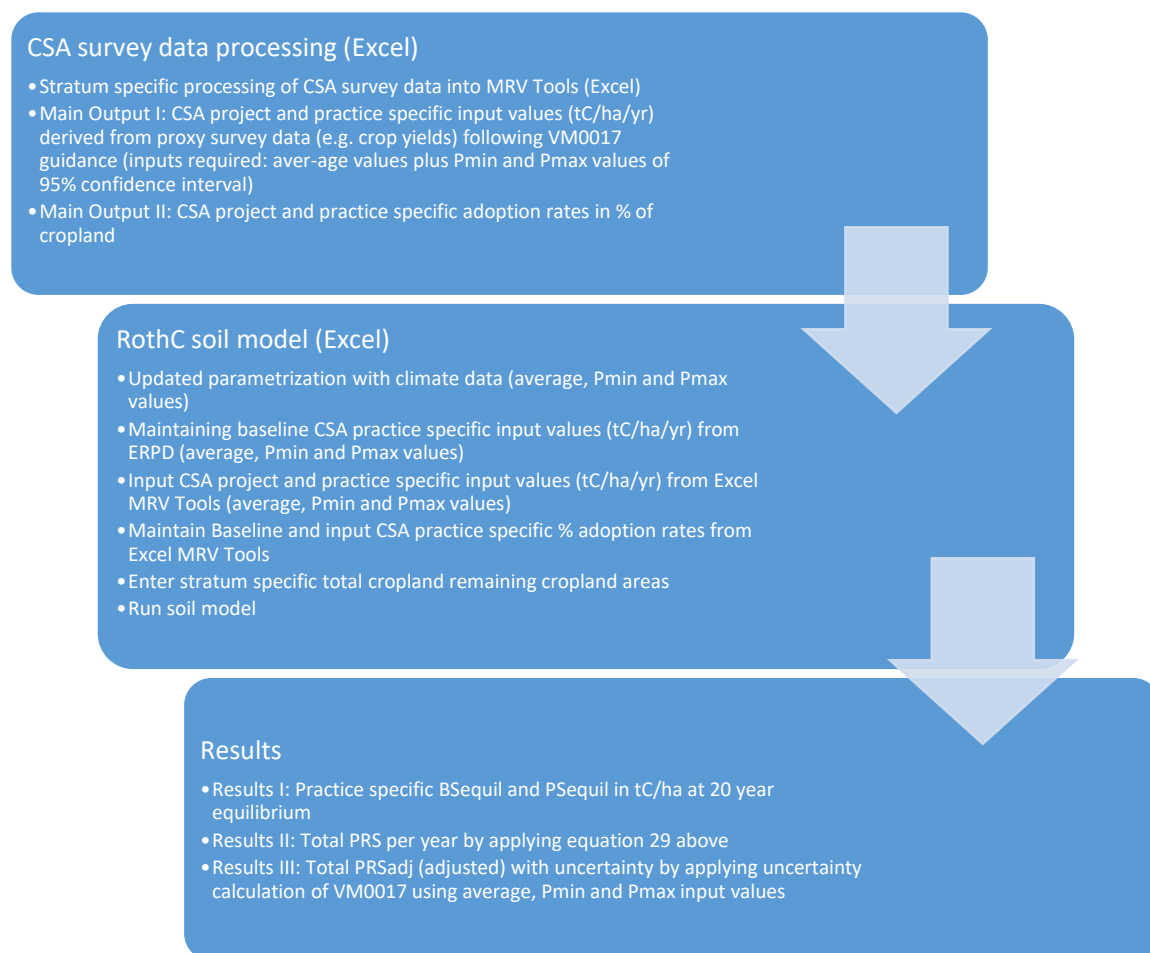 CSA survey data processing (Excel)
•Stratum specific processing of CSA survey data into MRV Tools (Excel)
•Main Output I: CSA project and practice specific input values (tC/ha/yr)
derived from proxy survey data (e.g. crop yields) following VM0017
guidance (inputs required: aver-age values plus Pmin and Pmax values of
95% confidence interval)
•Main Output II: CSA project and practice specific adoption rates in % of
cropland
RothC soil model (Excel)
•Updated parametrization with climate data (average, Pmin and Pmax
values)
•Maintaining baseline CSA practice specific input values (tC/ha/yr) from
ERPD (average, Pmin and Pmax values)
•Input CSA project and practice specific input values (tC/ha/yr) from Excel
MRV Tools (average, Pmin and Pmax values)
•Maintain Baseline and input CSA practice specific % adoption rates from
Excel MRV Tools
•Enter stratum specific total cropland remaining cropland areas
•Run soil model
Results
•Results I: Practice specific BSequil and PSequil in tC/ha at 20 year
equilibrium
•Results II: Total PRS per year by applying equation 29 above
•Results III: Total PRSadj (adjusted) with uncertainty by applying uncertainty
calculation of VM0017 using average, Pmin and Pmax input values